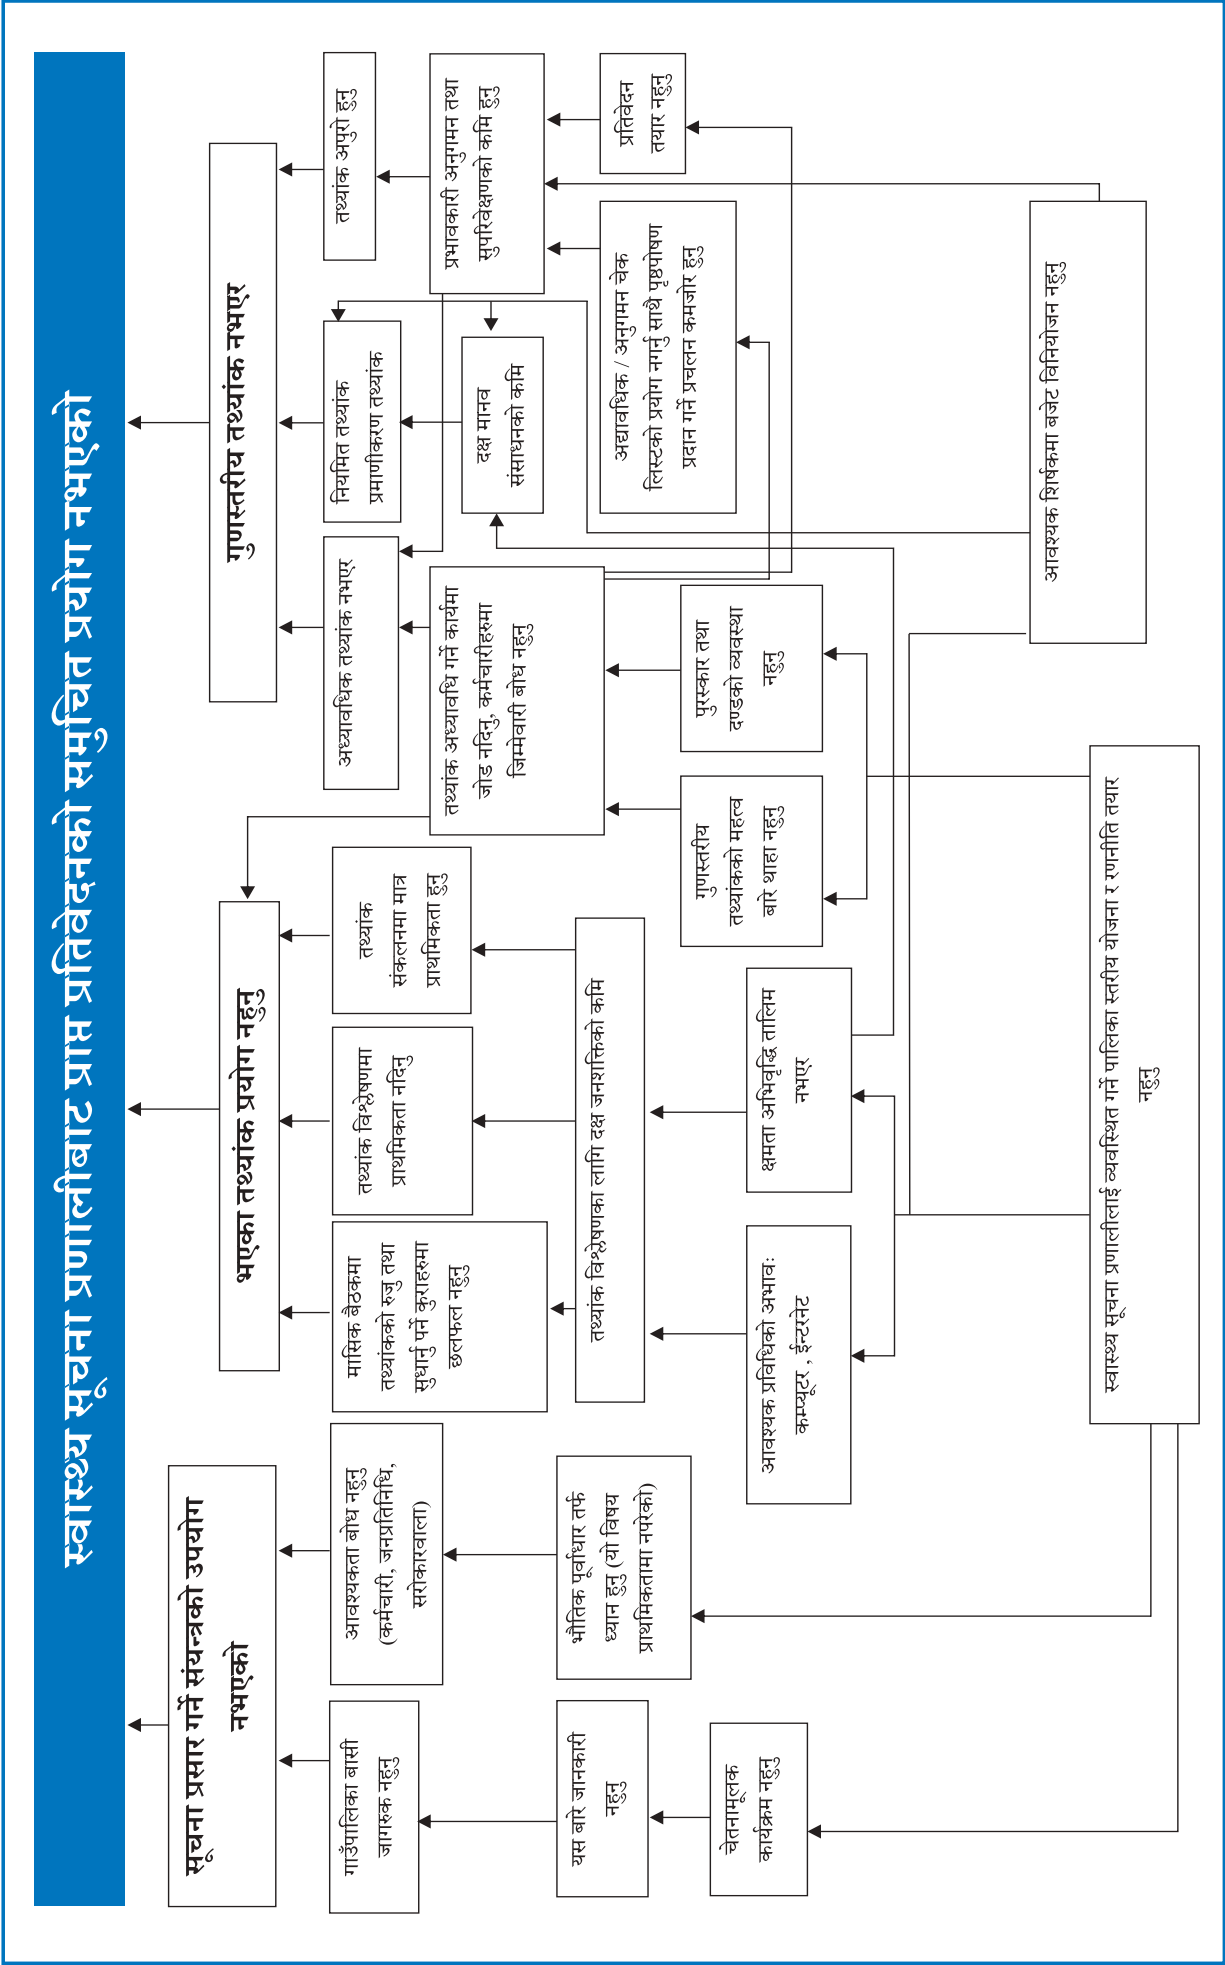 स्वास्थ्य सूचना प्रणालीबाट प्राप्त प्रतिवेदनको समुचित प्रयोग नभएको
सूचना प्रसार गर्ने संयन्त्रको उपयोग
नभएको
भएका तथ्यांक प्रयोग नहुनु
गुणस्तरीय तथ्यांक नभएर
गाउँपालिका बासी
जागरुक नहुनु
आवश्यकता बोध नहुनु
(कर्मचारी, जनप्रतिनिधि,
सरोकारवाला)
मासिक बैठकमा
तथ्यांकको रुजु तथा
सुधार्नु पर्ने कुराहरुमा
छलफल नहुनु
तथ्यांक विश्लेषणमा
प्राथमिकता नदिनु
तथ्यांक
संकलनमा मात्र
प्राथमिकता हुनु
अध्यावधिक तथ्यांक नभएर
नियमित तथ्यांक
प्रमाणीकरण तथ्यांक
तथ्यांक अपुरो हुनु
यस बारे जानकारी
नहुनु
भौतिक पूर्वाधार तर्फ
ध्यान हुनु (यो विषय
प्राथमिकतामा नपरेको)
तथ्यांक विश्लेषणका लागि दक्ष जनशक्तिको कमि
तथ्यांक अध्यावधि गर्ने कार्यमा
जोड नदिनु, कर्मचारीहरुमा
जिम्मेवारी बोध नहुनु
दक्ष मानव
संसाधनको कमि
प्रभावकारी अनुगमन तथा
सुपरिवेक्षणको कमि हुनु
चेतनामूलक
कार्यक्रम नहुनु
आवश्यक प्रविधिको अभाव:
कम्प्यूटर , ईन्टरनेट
क्षमता अभिवृद्धि तालिम
नभएर
गुणस्तरीय
तथ्यांकको महत्व
बारे थाहा नहुनु
पुरस्कार तथा
दण्डको व्यवस्था
नहुनु
अद्यावधिक / अनुगमन चेक
लिस्टको प्रयोग नगर्नु साथै पृष्ठपोषण
प्रदान गर्ने प्रचलन कमजोर हुनु
प्रतिवेदन
तयार नहुनु
स्वास्थ्य सूचना प्रणालीलाई व्यवस्थित गर्ने पालिका स्तरीय योजना र रणनीति तयार
नहुनु
आवश्यक शिर्षकमा बजेट विनियोजन नहुनु